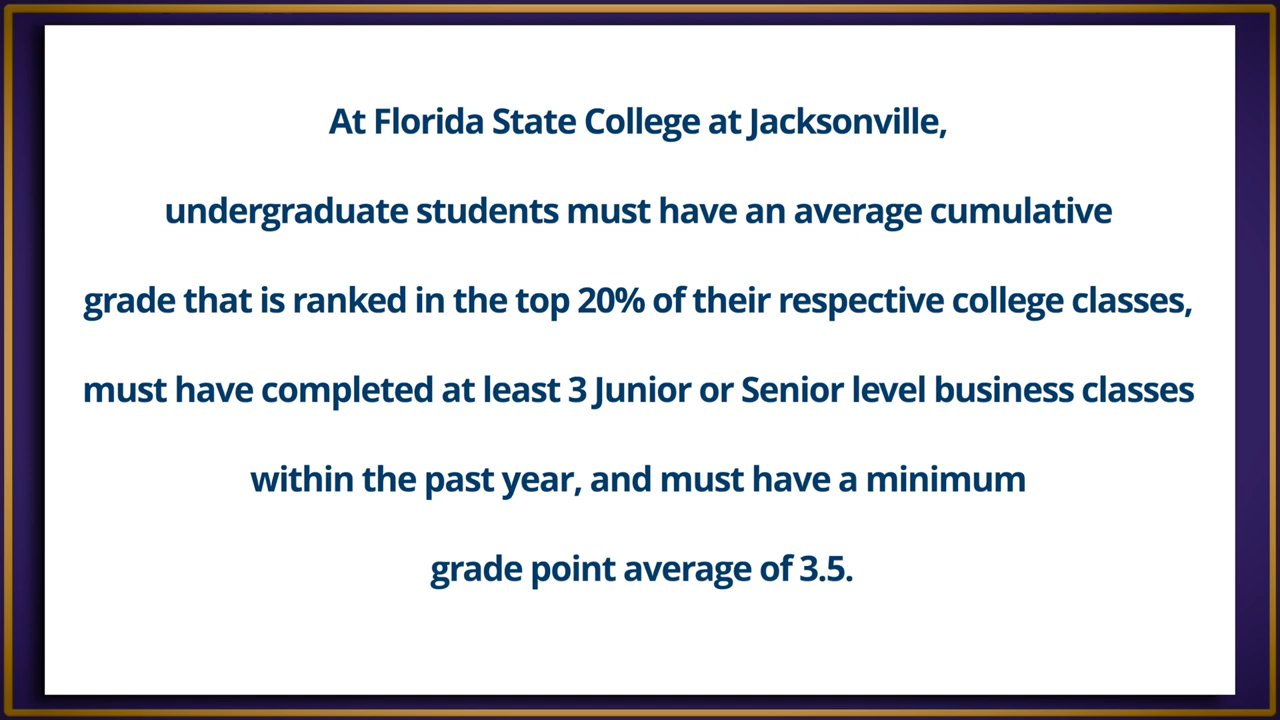 At Florida State College at Jacksonville,
undergraduate students must have an average cumulative
grade that is ranked in the top 20% of their respective college classes,
must have completed at least 3 Junior or Senior level business classes
within the past year, and must have a minimum
grade point average of 3.5.